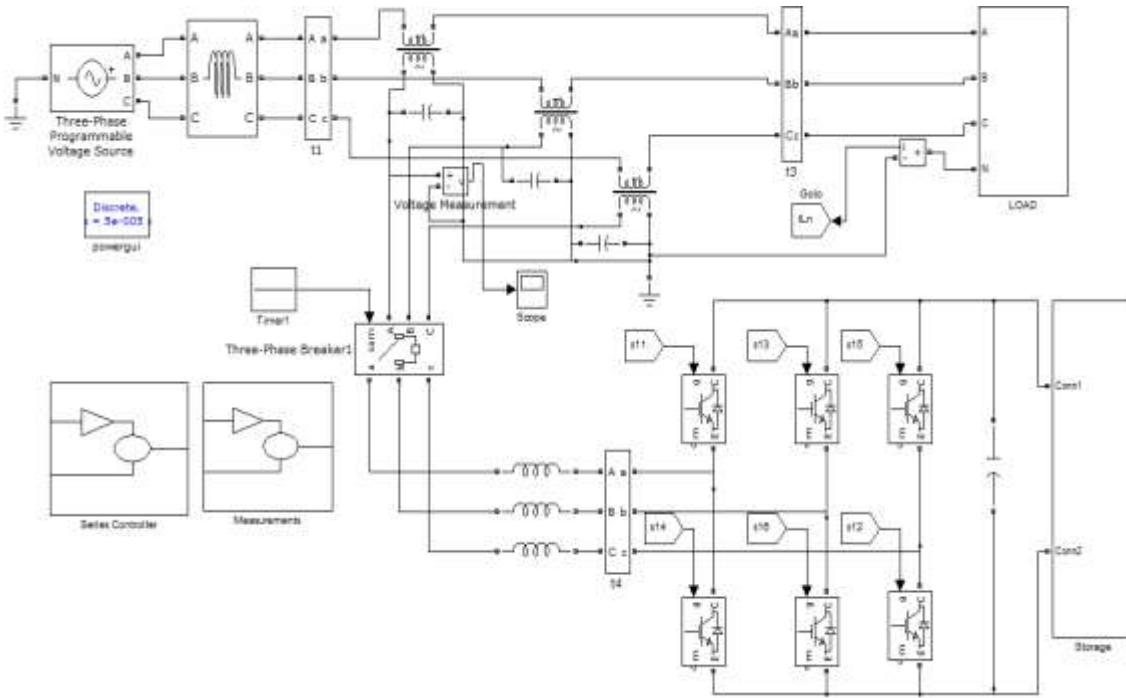 A
B
C
N
A
B
C
A
B
C
A a
B b
C c
t1
Three-Phase
Programmable
Voltage Source
Aa
Bb
Cc
t3
A
B
C
N
LOAD
Goto
ILn
Voltage Measurement
Discrete,
powergui
Scope
Timer1
com
A
B
C
Three-Phase Breaker1
Series Controller
Measurements
A a
B b
C c
t4
s11
s13
s15
s14
s16
s12
g
C
m
E
g
C
m
E
g
C
m
E
g
C
m
E
g
C
m
E
g
C
m
E
Conn1
Conn2
Storage